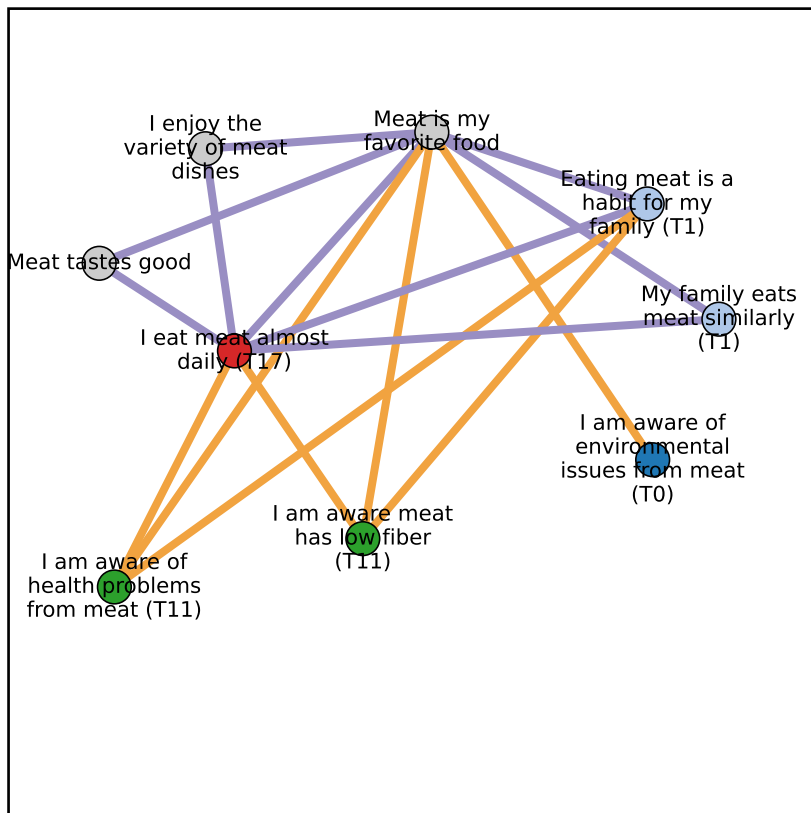 I enjoy the
variety of meat
dishes
Meat is my
favorite food
Eating meat is a
habit for my
family (T1)
Meat tastes good
My family eats
meat similarly
(T1)
I eat meat almost
daily (T17)
I am aware of
environmental
issues from meat
(T0)
I am aware meat
has low fiber
(T11)
I am aware of
health problems
from meat (T11)